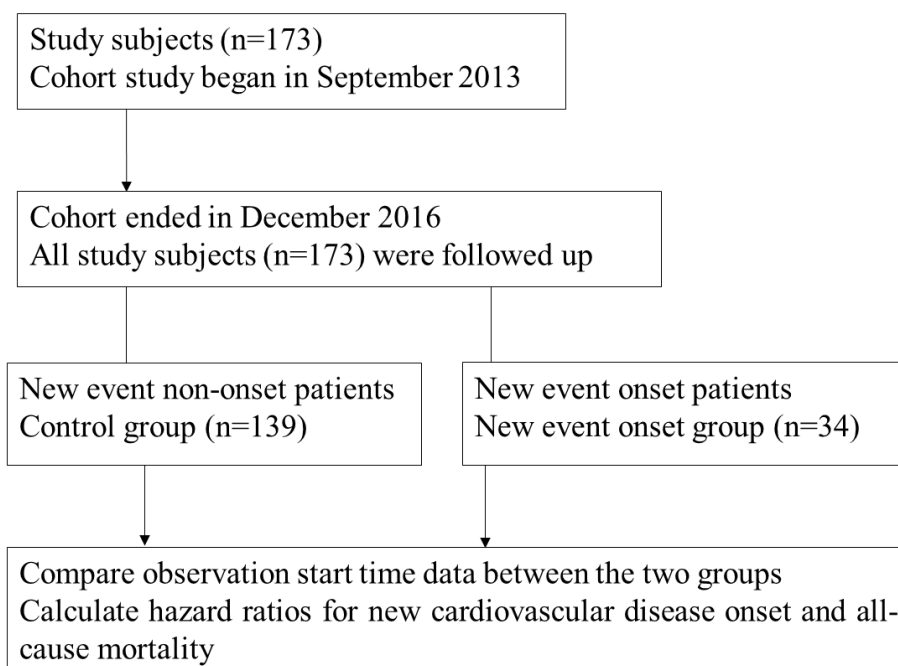 Study subjects (n=173)
Cohort study began in September 2013
Cohort ended in December 2016
All study subjects (n=173) were followed up
New event non-onset patients
Control group (n=139)
New event onset patients
New event onset group (n=34)
Compare observation start time data between the two groups
Calculate hazard ratios for new cardiovascular disease onset and all-
cause mortality